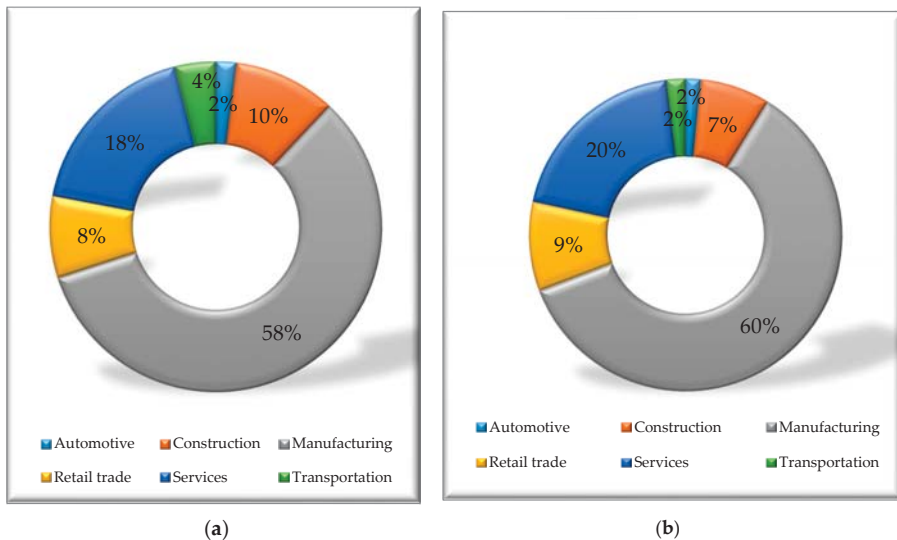 4%
2%
10%
18%
8%
58%
Automotive Construction Manufacturing
Retail trade Services Transportation
(a)
2%
2%
7%
20%
9%
60%
Automotive Construction Manufacturing
Retail trade Services Transportation
(b)